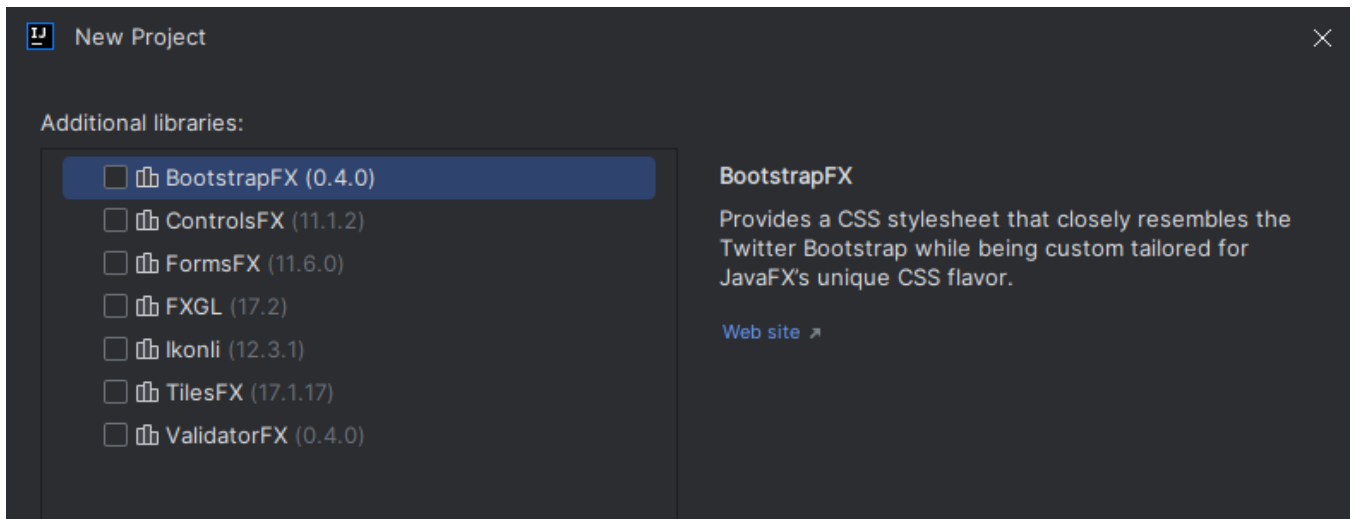 IJ
New Project
Additional libraries:
BootstrapFX (0.4.0)
ControlsFX (11.1.2)
FormsFX (11.6.0)
FXGL (17.2)
Ikonli (12.3.1)
TilesFX (17.1.17)
ValidatorFX (0.4.0)
BootstrapFX
Provides a CSS stylesheet that closely resembles the
Twitter Bootstrap while being custom tailored for
JavaFX’s unique CSS flavor.
Web site ↗